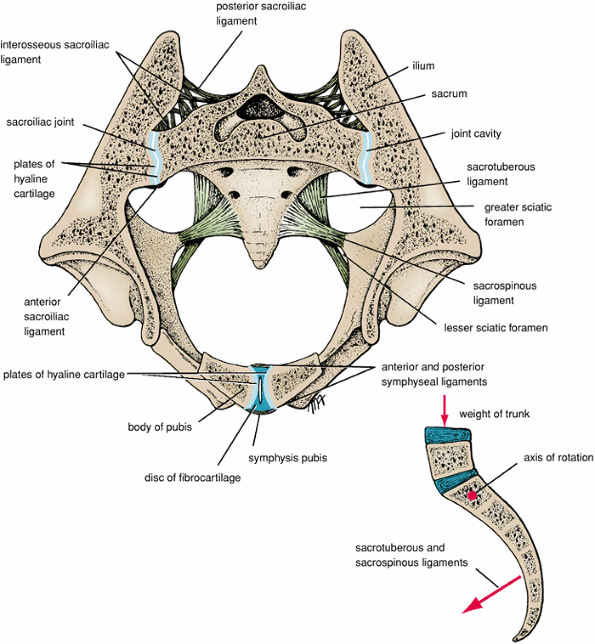 posterior sacroiliac
ligament
interosseous sacroiliac
ligament
ilium
sacrum
sacroiliac joint
joint cavity
plates of
hyaline
cartilage
sacrotuberous
ligament
greater sciatic
foramen
sacrospinous
ligament
anterior
sacroiliac
ligament
lesser sciatic foramen
plates of hyaline cartilage
anterior and posterior
symphyseal ligaments
weight of trunk
body of pubis
symphysis pubis
axis of rotation
disc of fibrocartilage
sacrotuberous and
sacrospinous ligaments